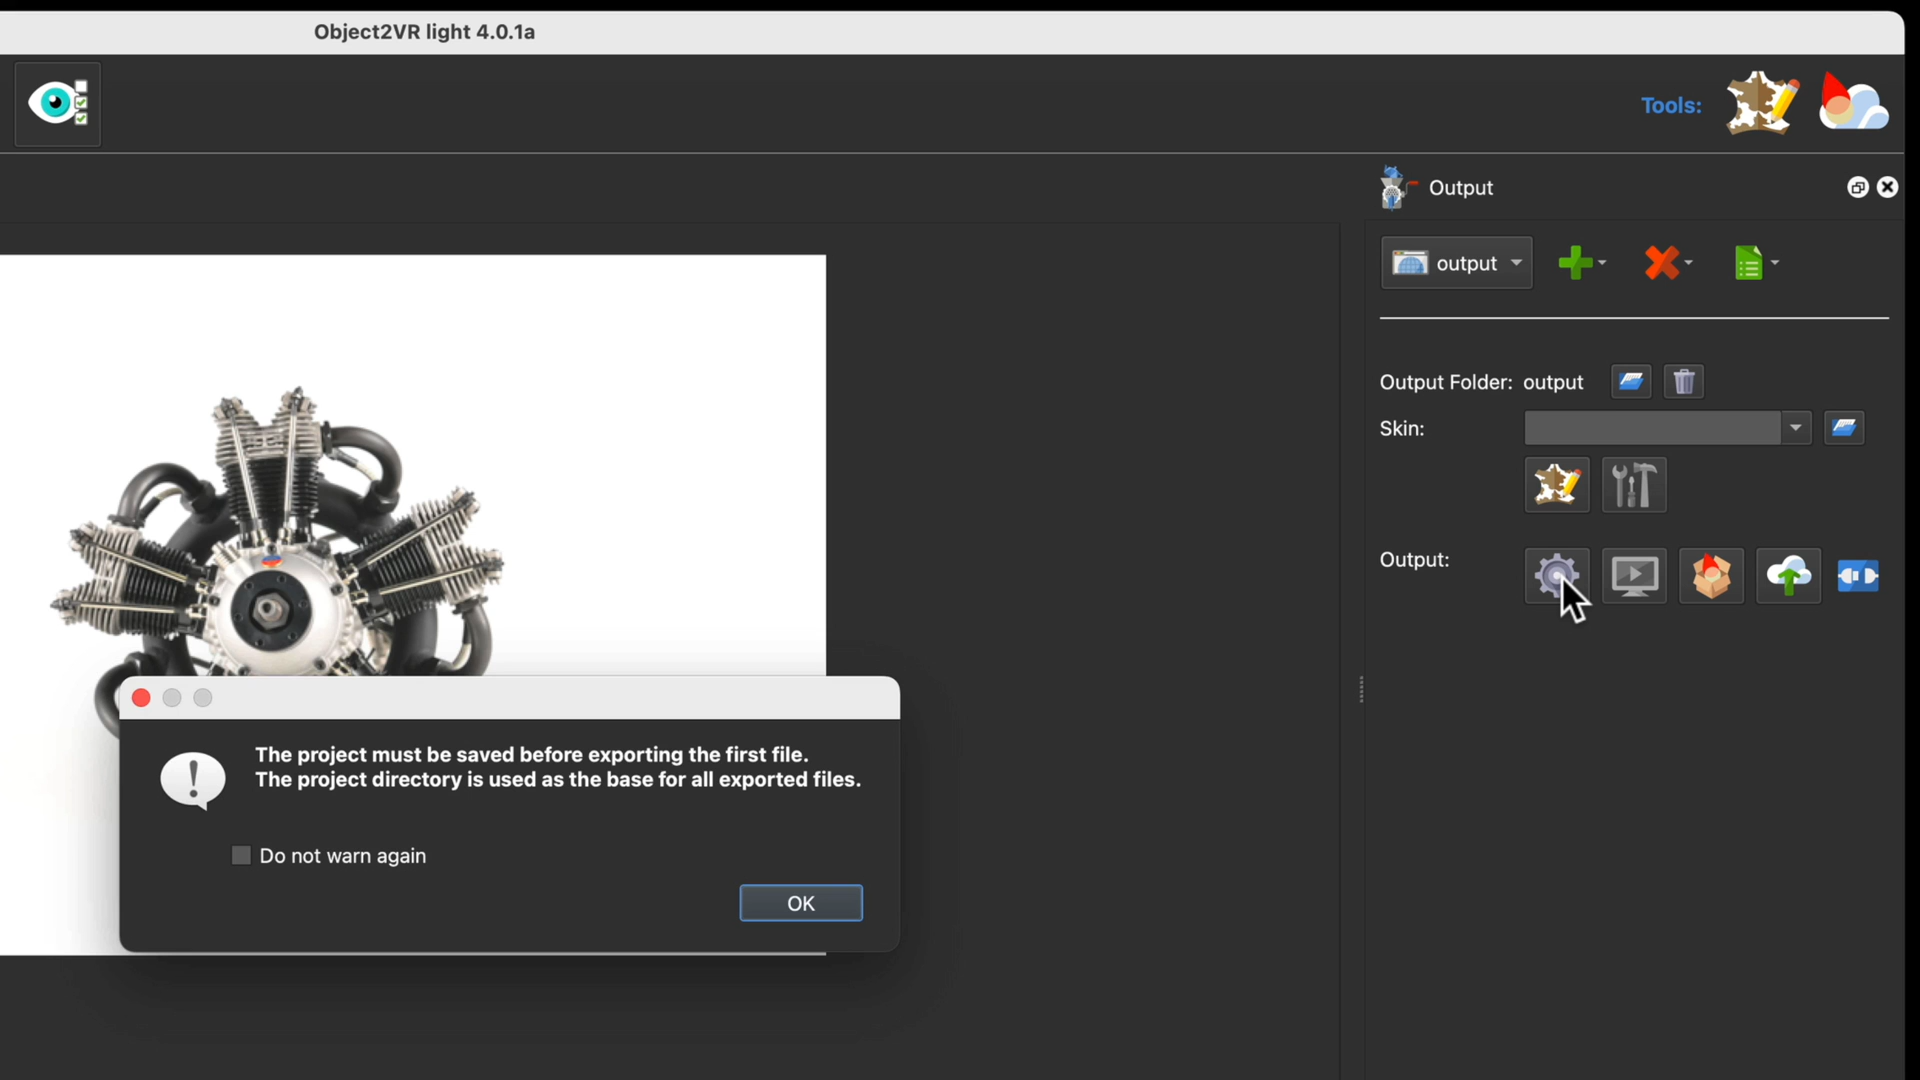 Object2VR light 4.0.1a
Tools:
Output
output
Output Folder: output
Skin:
Output:
The project must be saved before exporting the first file.
The project directory is used as the base for all exported files.
Do not warn again
OK